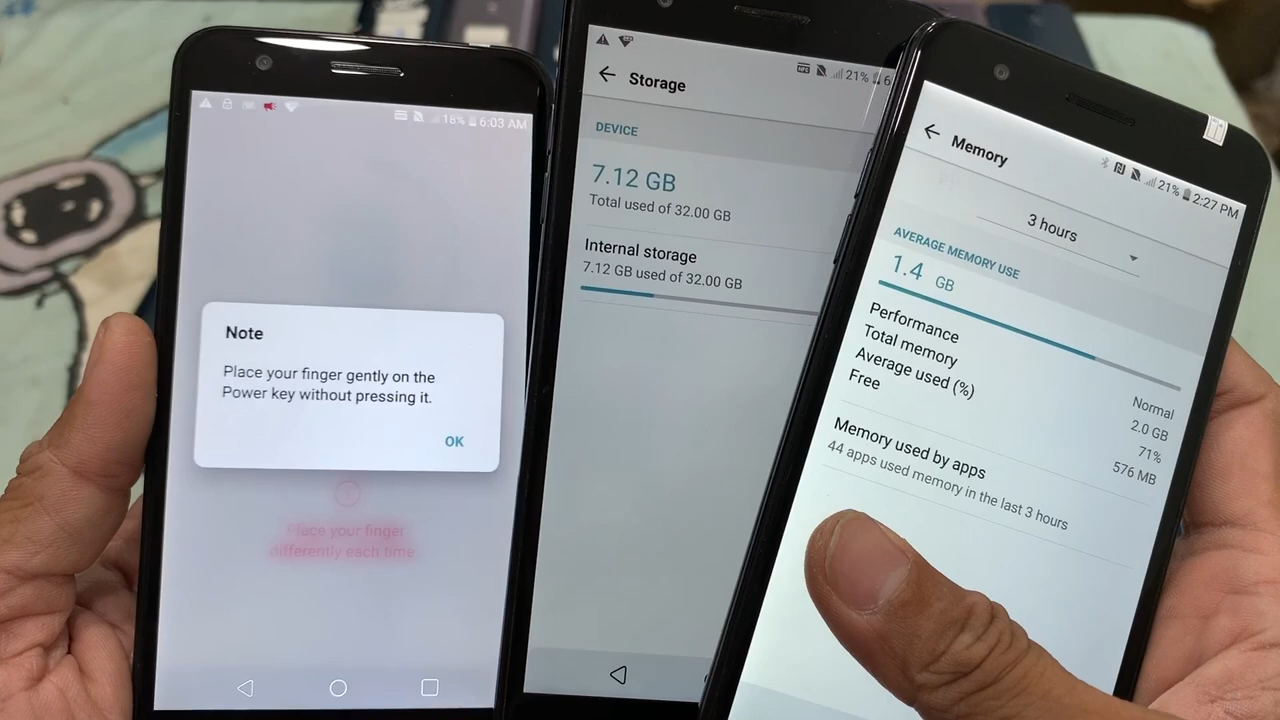 18% 6:03 AM
Note
Place your finger gently on the
Power key without pressing it.
OK
Place your finger
differently each time
21% 6
Storage
DEVICE
7.12 GB
Total used of 32.00 GB
Internal storage
7.12 GB used of 32.00 GB
21% 2:27 PM
Memory
3 hours
AVERAGE MEMORY USE
1.4 GB
Performance Normal
Total memory 2.0 GB
Average used (%) 71%
Free 576 MB
Memory used by apps
44 apps used memory in the last 3 hours